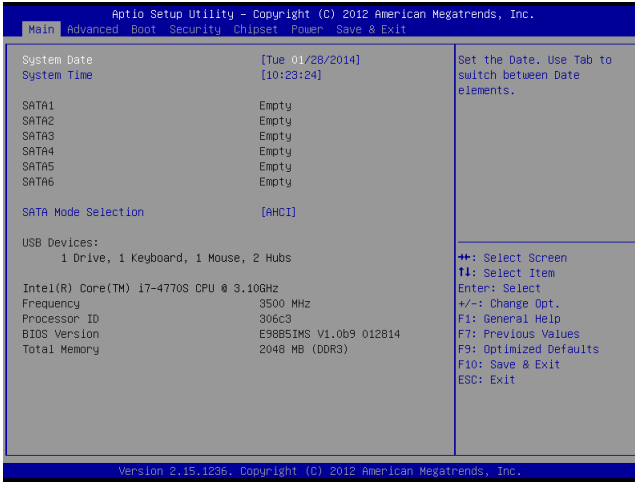 Aptio Setup Utility – Copyright (C) 2012 American Megatrends, Inc.
Main Advanced Boot Security Chipset Power Save & Exit
System Date [Tue 01/28/2014]
System Time [10:23:24]
SATA1 Empty
SATA2 Empty
SATA3 Empty
SATA4 Empty
SATA5 Empty
SATA6 Empty
SATA Mode Selection [AHCI]
USB Devices:
1 Drive, 1 Keyboard, 1 Mouse, 2 Hubs
Intel(R) Core(TM) i7-4770S CPU @ 3.10GHz
Frequency 3500 MHz
Processor ID 306c3
BIOS Version E98B5IMS V1.0b9 012814
Total Memory 2048 MB (DDR3)
Set the Date. Use Tab to
switch between Date
elements.
→←: Select Screen
↑↓: Select Item
Enter: Select
+/-: Change Opt.
F1: General Help
F7: Previous Values
F9: Optimized Defaults
F10: Save & Exit
ESC: Exit
Version 2.15.1236. Copyright (C) 2012 American Megatrends, Inc.